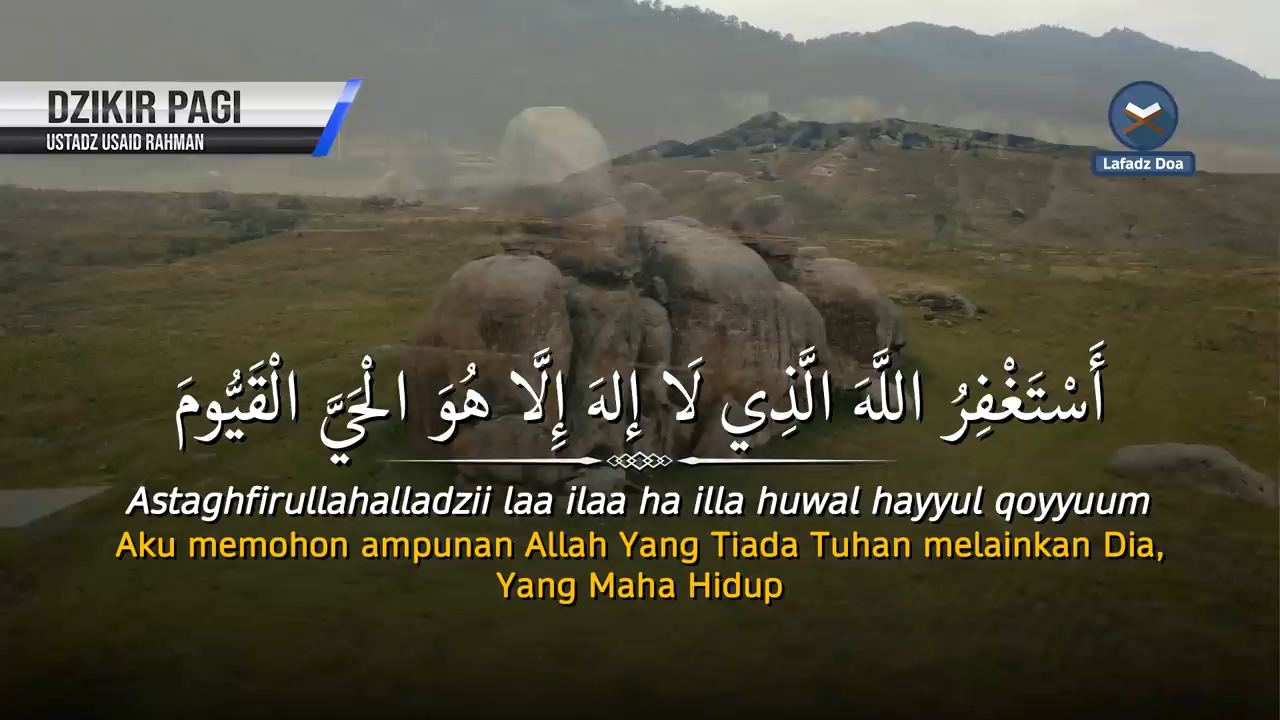 DZIKIR PAGI
USTADZ USAID RAHMAN
Lafadz Doa
أَسْتَغْفِرُ اللَّهَ الَّذِي لَا إِلهَ إِلَّا هُوَ الْحَيَّ الْقَيُّومَ
Astaghfirullahalladzii laa ilaa ha illa huwal hayyul qoyyuum
Aku memohon ampunan Allah Yang Tiada Tuhan melainkan Dia,
Yang Maha Hidup